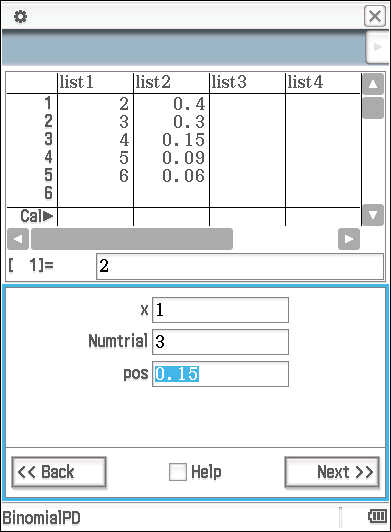 list1 list2 list3 list4
1 2 0.4
2 3 0.3
3 4 0.15
4 5 0.09
5 6 0.06
6
Cal▶
[ 1]= 2
x 1
Numtrial 3
pos 0.15
<< Back Help Next >>
BinomialPD